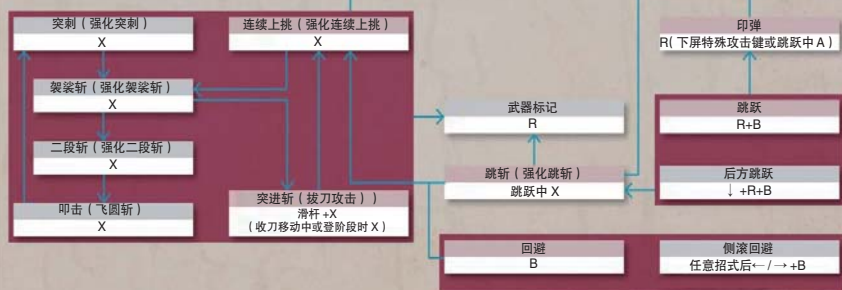 突刺（强化突刺）
X
连续上挑（强化连续上挑）
X
印弹
R(下屏特殊攻击键或跳跃中A)
袈裟斩（强化袈裟斩）
X
武器标记
R
跳跃
R+B
二段斩（强化二段斩）
X
跳斩（强化跳斩）
跳跃中 X
后方跳跃
↓ +R+B
叩击（飞圆斩）
X
突进斩（拔刀攻击））
滑杆 +X
（收刀移动中或登阶段时 X）
回避
B
侧滚回避
任意招式后← / → +B